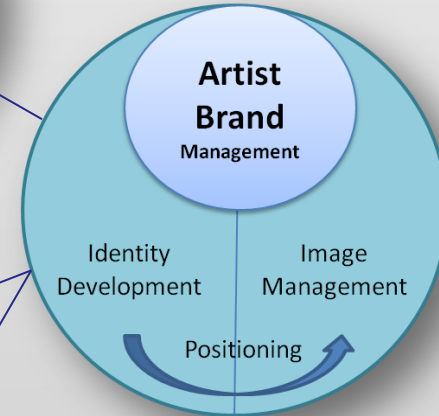 Artist
Brand
Management
Identity
Development
Image
Management
Positioning